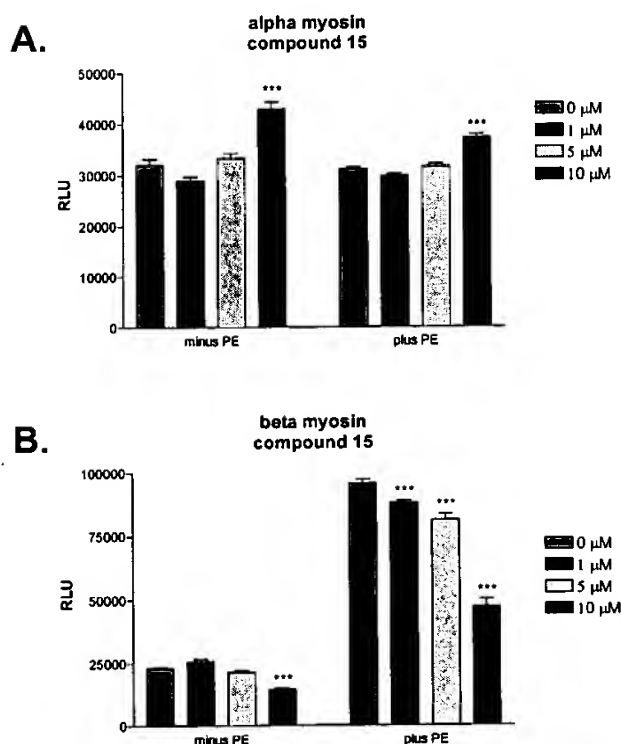 A.
alpha myosin
compound 15
50000
40000
30000
20000
10000
0
RLU
***
***
minus PE
plus PE
0 µM
1 µM
5 µM
10 µM
B.
beta myosin
compound 15
100000
75000
50000
25000
0
RLU
***
***
***
***
minus PE
plus PE
0 µM
1 µM
5 µM
10 µM